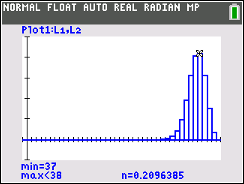 NORMAL FLOAT AUTO REAL RADIAN MP
Plot1:L1,L2
min=37
max<38 n=0.2096385